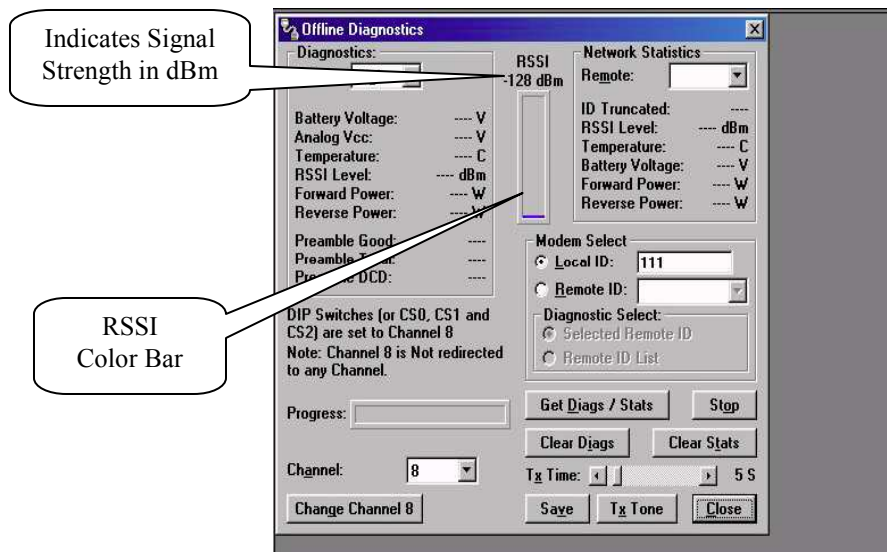 Indicates Signal
Strength in dBm
RSSI
Color Bar
Offline Diagnostics
Diagnostics:
Battery Voltage: ---- V
Analog Vcc: ---- V
Temperature: ---- C
RSSI Level: ---- dBm
Forward Power: ---- W
Reverse Power: ---- W
Preamble Good: ----
Preamble ----
DCD: ----
DIP Switches (or CS0, CS1 and
CS2) are set to Channel 8
Note: Channel 8 is Not redirected
to any Channel.
Progress:
Channel: 8
Change Channel 8
RSSI
-128 dBm
Network Statistics
Remote:
ID Truncated: ----
RSSI Level: ---- dBm
Temperature: ---- C
Battery Voltage: ---- V
Forward Power: ---- W
Reverse Power: ---- W
Modem Select
Local ID: 111
Remote ID:
Diagnostic Select:
Selected Remote ID
Remote ID List
Get Diags / Stats Stop
Clear Diags Clear Stats
Tx Time: 5 S
Save Tx Tone Close